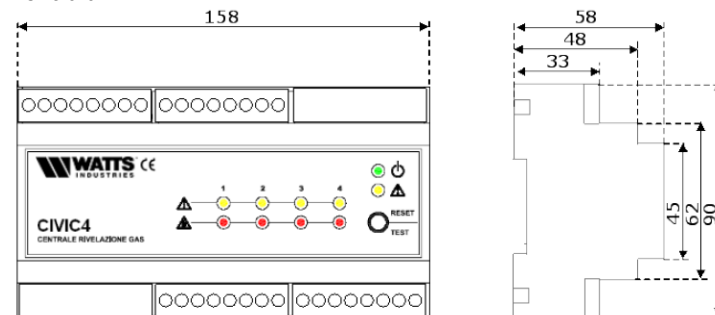 158
58
48
33
WATTS CE
INDUSTRIES
1 2 3 4
RESET
TEST
CIVIC4
CENTRALE RIVELAZIONE GAS
45
62
90